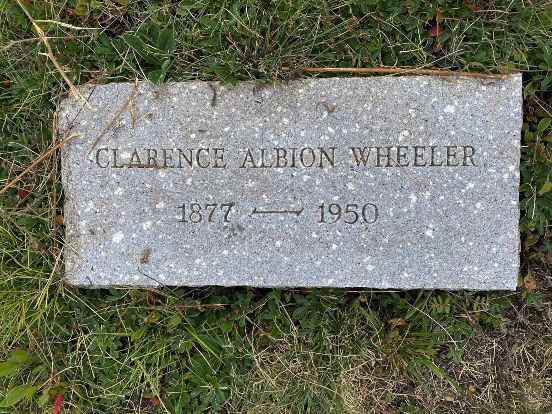 CLARENCE ALBION WHEELER
1877 — 1950